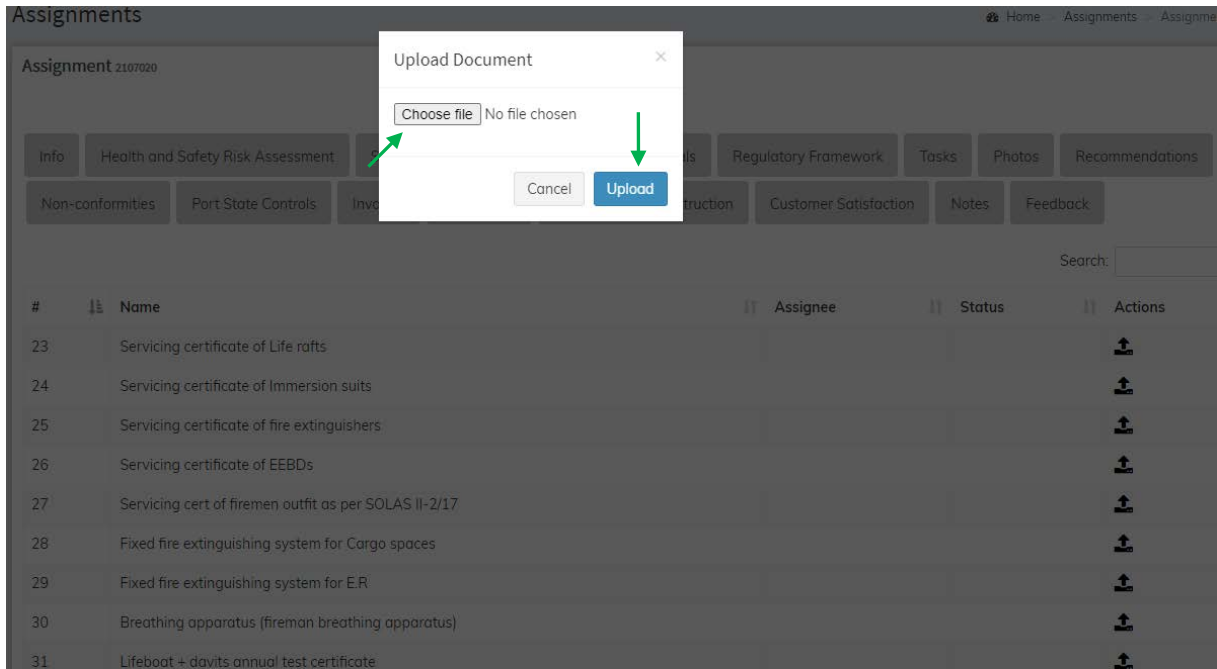 Assignments
Home Assignments
Assignment 2107020
Upload Document ×
Choose file No file chosen
Cancel Upload
Info Health and Safety Risk Assessment Regulatory Framework Tasks Photos Recommendations
Non-conformities Port State Controls Customer Satisfaction Notes Feedback
Search:
# Name Assignee Status Actions
23 Servicing certificate of Life rafts
24 Servicing certificate of Immersion suits
25 Servicing certificate of fire extinguishers
26 Servicing certificate of EEBDs
27 Servicing cert of firemen outfit as per SOLAS II-2/17
28 Fixed fire extinguishing system for Cargo spaces
29 Fixed fire extinguishing system for E.R
30 Breathing apparatus (fireman breathing apparatus)
31 Lifeboat + davits annual test certificate